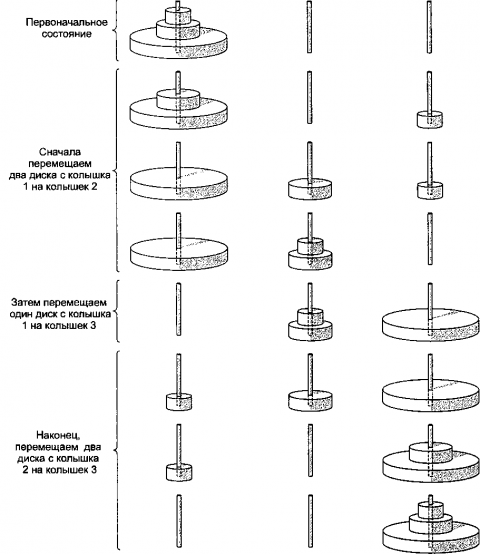 Первоначальное
состояние
Сначала
перемещаем
два диска с колышка
1 на колышек 2
Затем перемещаем
один диск с колышка
1 на колышек 3
Наконец,
перемещаем два
диска с колышка
2 на колышек 3